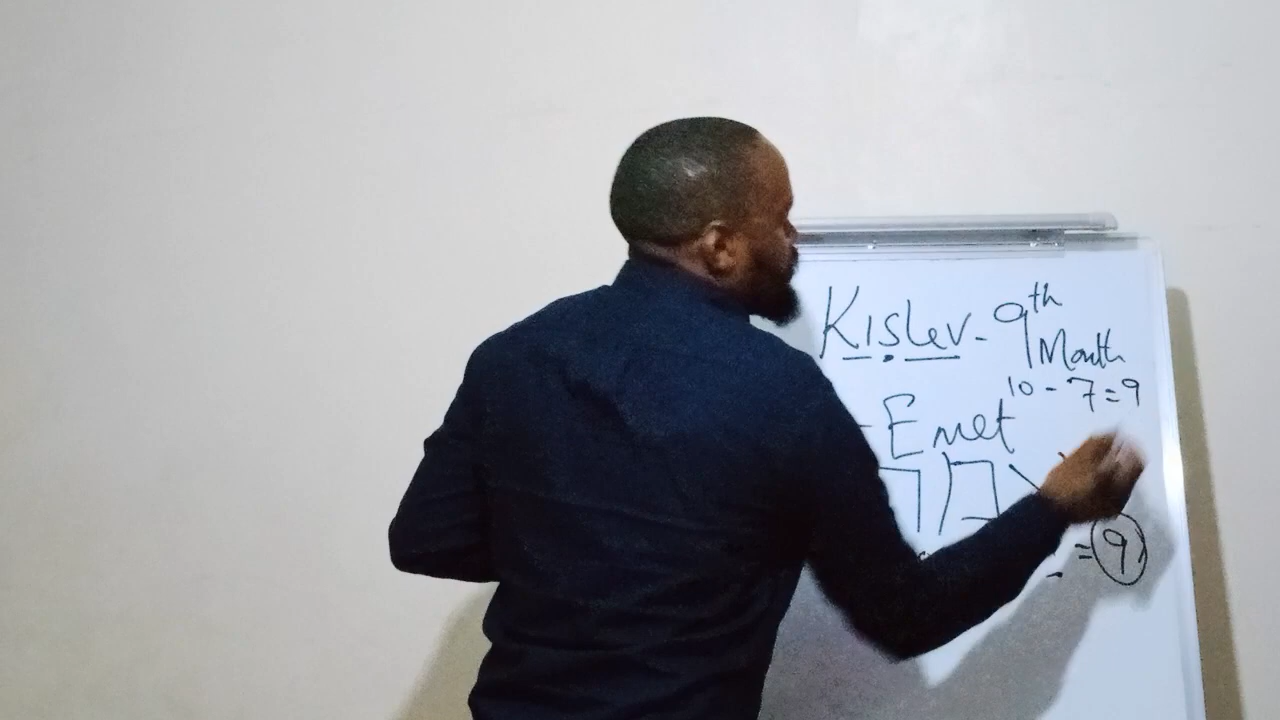 Kislev - 9th
Month
10 - 7 = 9
- Emet
= 9